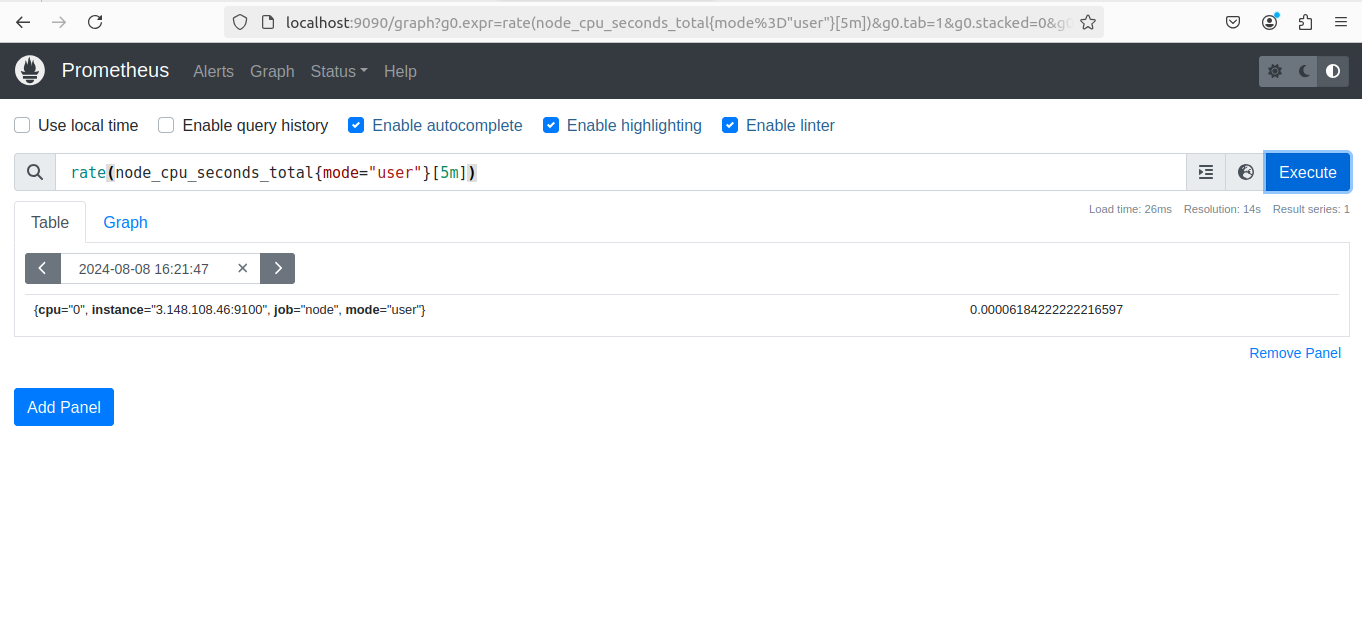 localhost:9090/graph?g0.expr=rate(node_cpu_seconds_total{mode%3D"user"}[5m])&g0.tab=1&g0.stacked=0&g0
Prometheus Alerts Graph Status Help
Use local time Enable query history Enable autocomplete Enable highlighting Enable linter
rate(node_cpu_seconds_total{mode="user"}[5m]) Execute
Load time: 26ms Resolution: 14s Result series: 1
Table Graph
2024-08-08 16:21:47
{cpu="0", instance="3.148.108.46:9100", job="node", mode="user"} 0.00006184222222216597
Remove Panel
Add Panel